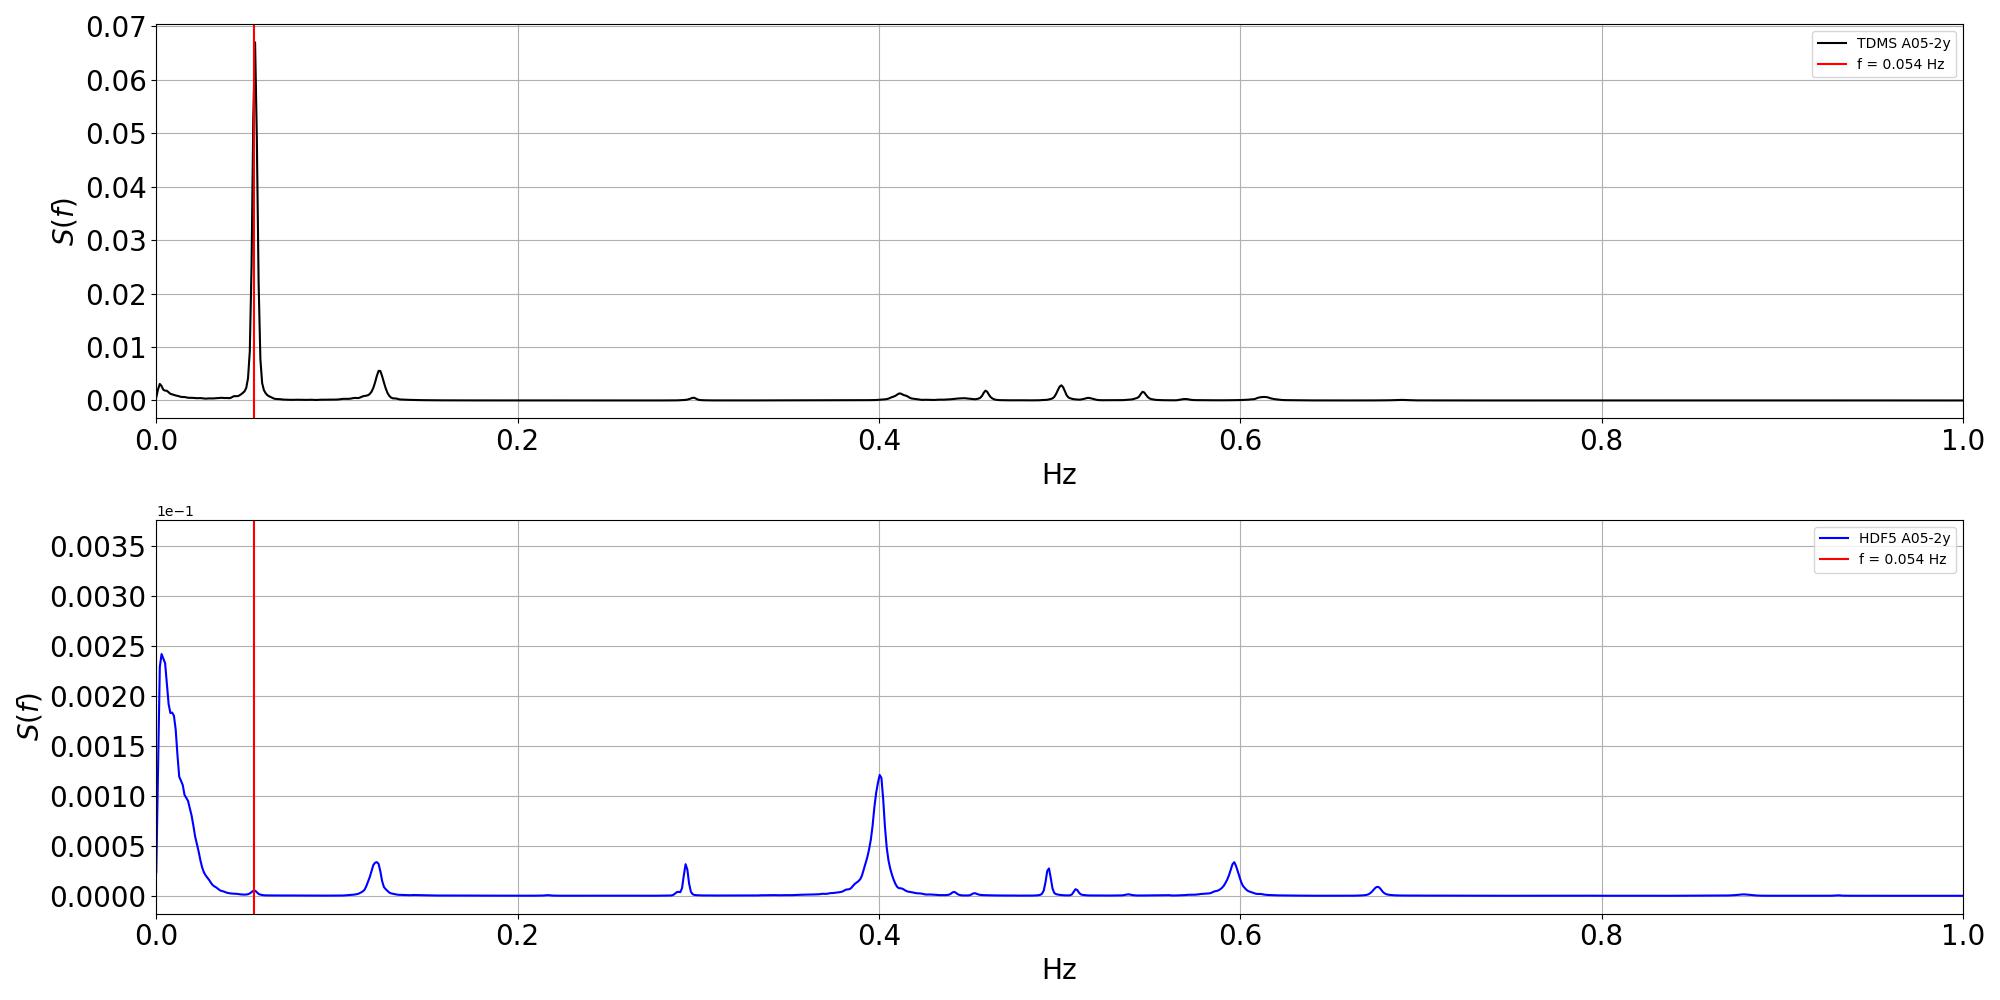 0.07
0.06
0.05
0.04
0.03
0.02
0.01
0.00
S(f)
TDMS A05-2y
f = 0.054 Hz
0.0 0.2 0.4 0.6 0.8 1.0
Hz
1e−1
0.0035
0.0030
0.0025
0.0020
0.0015
0.0010
0.0005
0.0000
S(f)
HDF5 A05-2y
f = 0.054 Hz
0.0 0.2 0.4 0.6 0.8 1.0
Hz